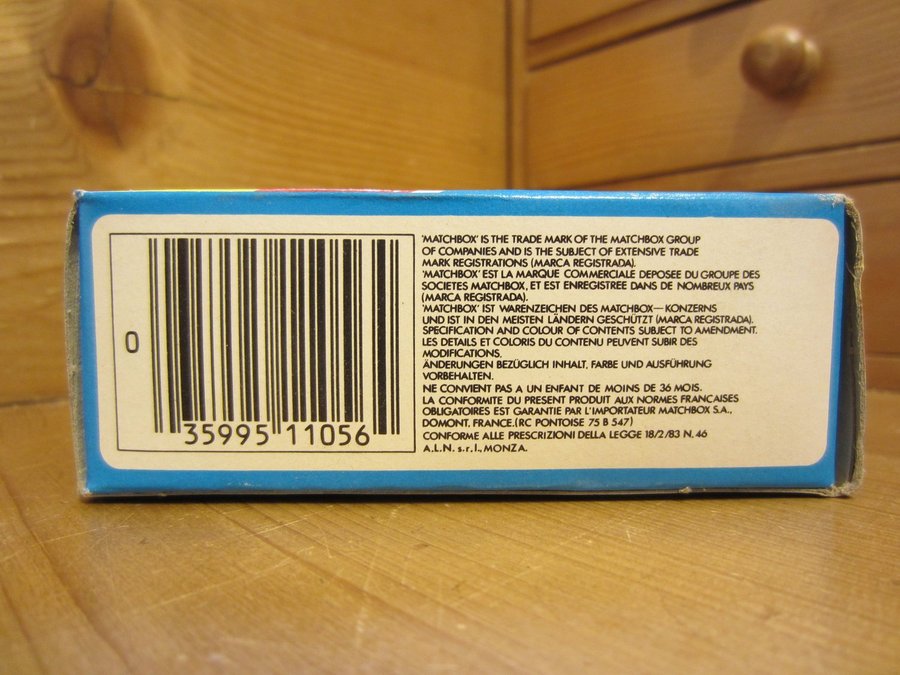 0
35995 11056
'MATCHBOX' IS THE TRADE MARK OF THE MATCHBOX GROUP
OF COMPANIES AND IS THE SUBJECT OF EXTENSIVE TRADE
MARK REGISTRATIONS (MARCA REGISTRADA).
'MATCHBOX' EST LA MARQUE COMMERCIALE DEPOSEE DU GROUPE DES
SOCIETES MATCHBOX, ET EST ENREGISTREE DANS DE NOMBREUX PAYS
(MARCA REGISTRADA).
'MATCHBOX' IST WARENZEICHEN DES MATCHBOX—KONZERNS
UND IST IN DEN MEISTEN LÄNDERN GESCHÜTZT (MARCA REGISTRADA).
SPECIFICATION AND COLOUR OF CONTENTS SUBJECT TO AMENDMENT.
LES DETAILS ET COLORIS DU CONTENU PEUVENT SUBIR DES
MODIFICATIONS.
ÄNDERUNGEN BEZÜGLICH INHALT, FARBE UND AUSFÜHRUNG
VORBEHALTEN.
NE CONVIENT PAS A UN ENFANT DE MOINS DE 36 MOIS.
LA CONFORMITE DU PRESENT PRODUIT AUX NORMES FRANCAISES
OBLIGATOIRES EST GARANTIE PAR L'IMPORTATEUR MATCHBOX S.A.,
DOMONT. FRANCE.(RC PONTOISE 75 B 547)
CONFORME ALLE PRESCRIZIONI DELLA LEGGE 18/2/83 N. 46
A.L.N. s.r.l., MONZA.